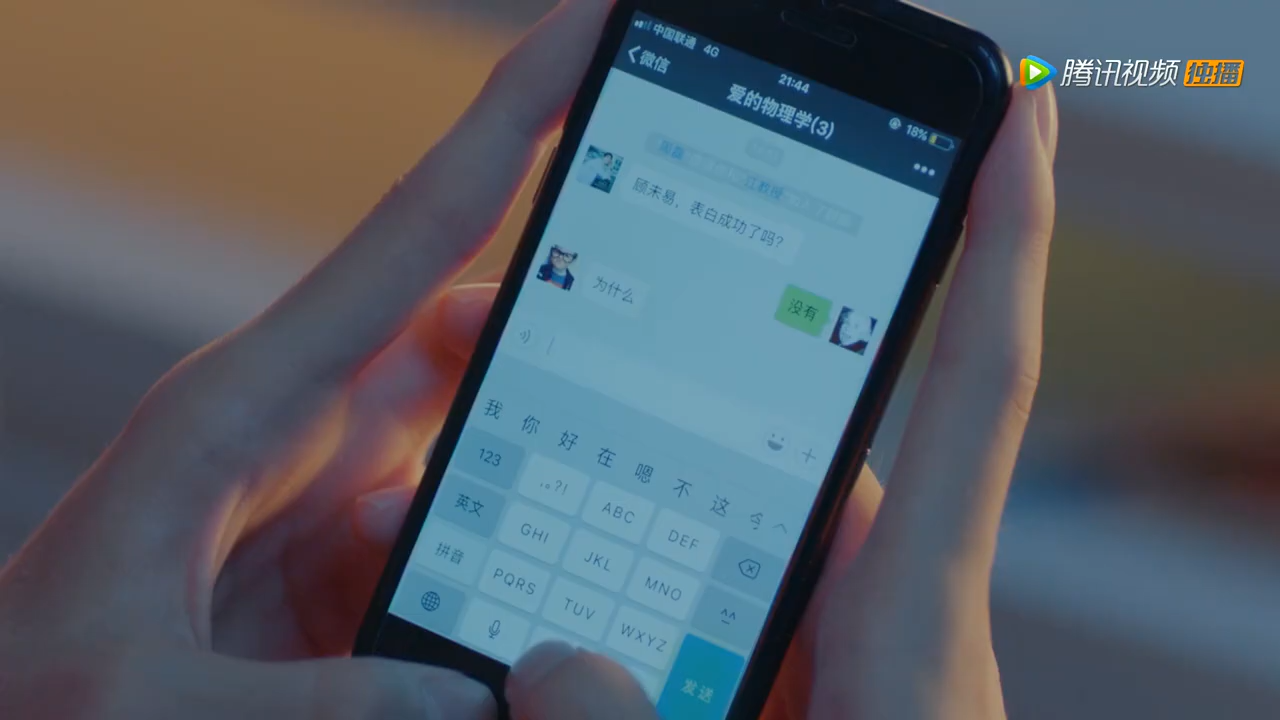 中国联通 4G
21:44
18%
微信
爱的物理学(3)
腾讯视频 独播
顾未易，表白成功了吗?
没有
为什么
我 你 好 在 嗯 不 这 今
123
.。?!
ABC
DEF
英文
GHI
JKL
MNO
^^
拼音
PQRS
TUV
WXYZ
发送